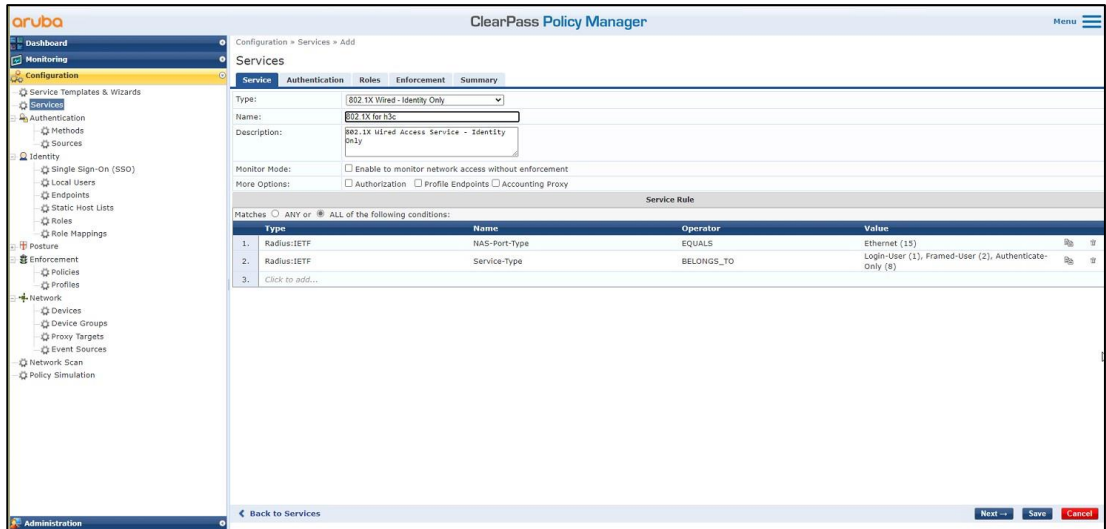 aruba
ClearPass Policy Manager
Menu
Dashboard
Monitoring
Configuration
Service Templates & Wizards
Services
Authentication
Methods
Sources
Identity
Single Sign-On (SSO)
Local Users
Endpoints
Static Host Lists
Roles
Role Mappings
Posture
Enforcement
Policies
Profiles
Network
Devices
Device Groups
Proxy Targets
Event Sources
Network Scan
Policy Simulation
Administration
Configuration » Services » Add
Services
Service Authentication Roles Enforcement Summary
Type: 802.1X Wired - Identity Only
Name: 802.1X for h3c
Description: 802.1X Wired Access Service - Identity
Only
Monitor Mode: Enable to monitor network access without enforcement
More Options: Authorization Profile Endpoints Accounting Proxy
Service Rule
Matches ANY or ALL of the following conditions:
Type Name Operator Value
1. Radius:IETF NAS-Port-Type EQUALS Ethernet (15)
2. Radius:IETF Service-Type BELONGS_TO Login-User (1), Framed-User (2), Authenticate-
Only (8)
3. Click to add...
Back to Services Next → Save Cancel